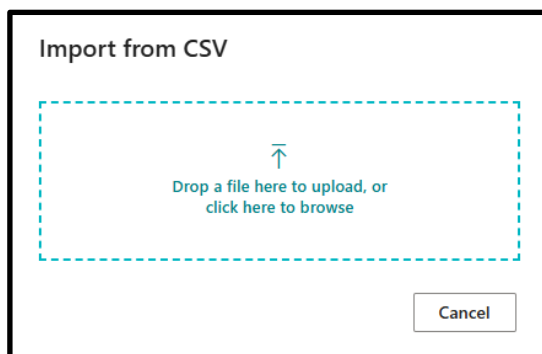 Import from CSV
Drop a file here to upload, or
click here to browse
Cancel